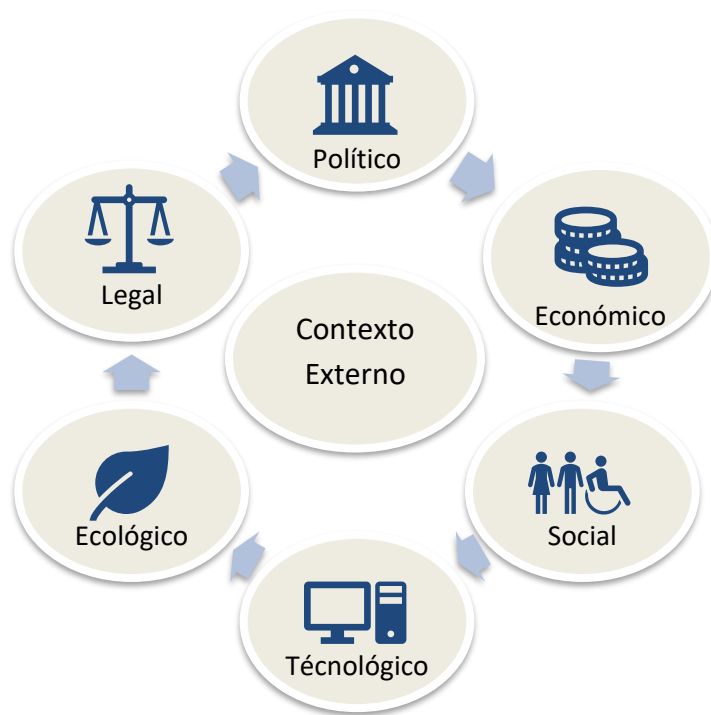 Político
Económico
Social
Técnológico
Ecológico
Legal
Contexto
Externo